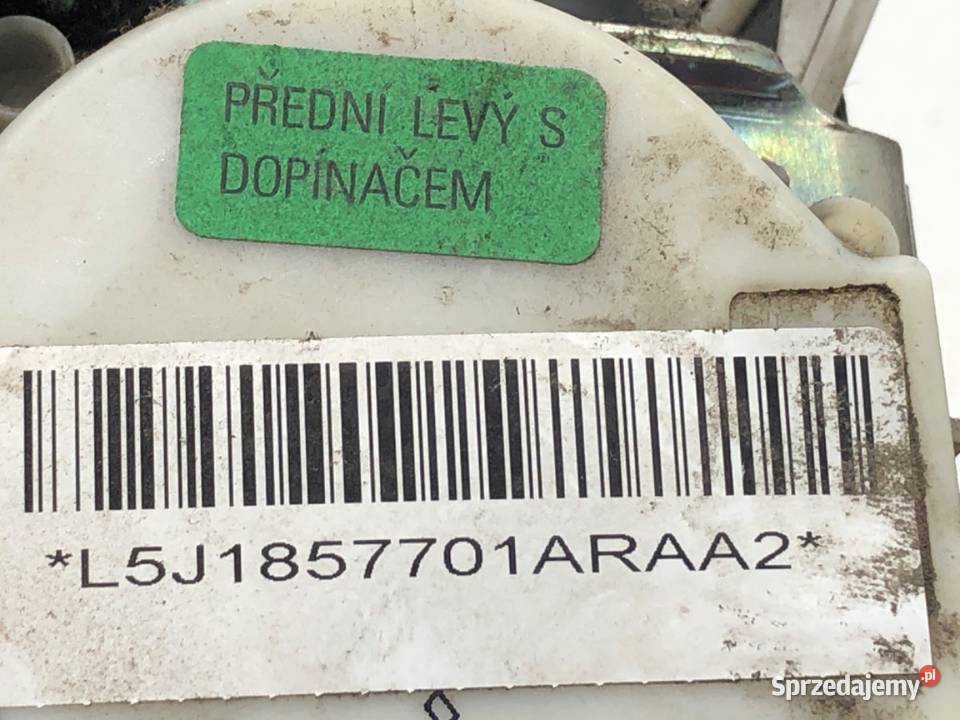 PŘEDNÍ LEVÝ S
DOPÍNAČEM
*L5J1857701ARAA2*
Sprzedajemy.pl